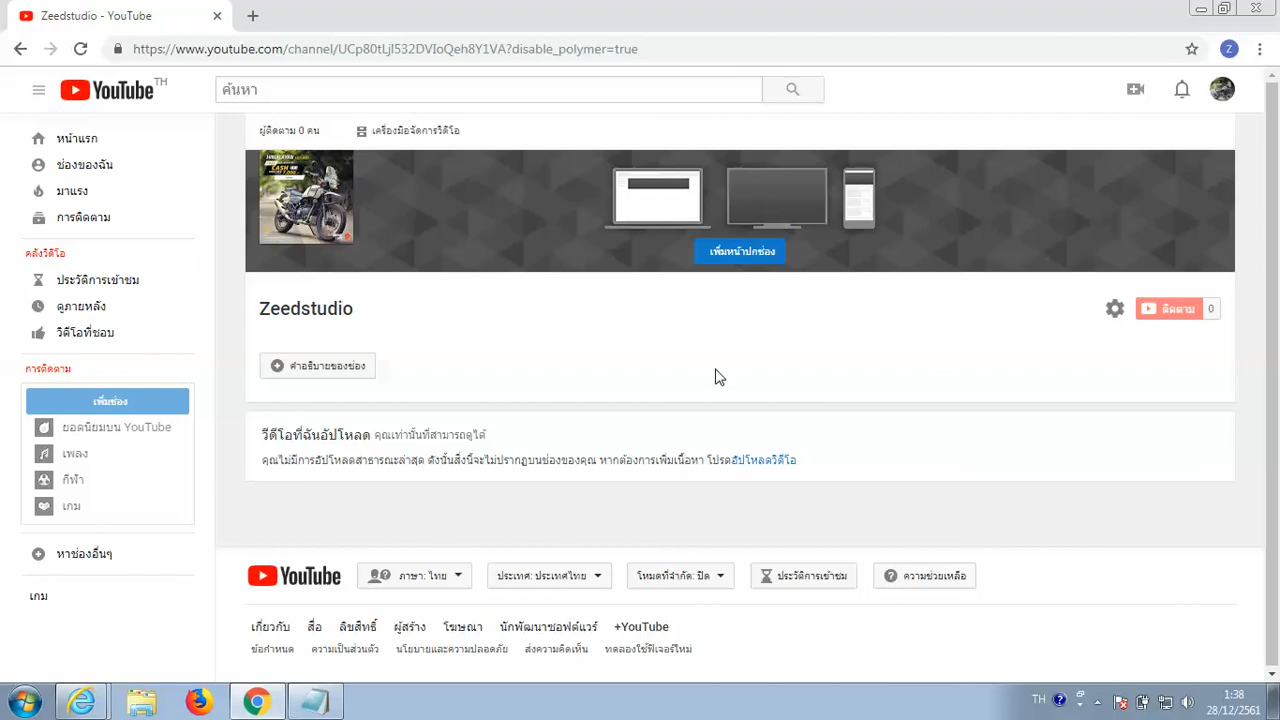 Zeedstudio - YouTube
https://www.youtube.com/channel/UCp80tLjI532DVIoQeh8Y1VA?disable_polymer=true
Z
YouTube TH
ค้นหา
ผู้ติดตาม 0 คน
เครื่องมือจัดการวิดีโอ
หน้าแรก
ช่องของฉัน
มาแรง
การติดตาม
คลังวิดีโอ
ประวัติการเข้าชม
ดูภายหลัง
วิดีโอที่ชอบ
การติดตาม
เพิ่มช่อง
ยอดนิยมบน YouTube
เพลง
กีฬา
เกม
หาช่องอื่นๆ
เกม
เพิ่มหน้าปกช่อง
Zeedstudio
ติดตาม 0
คำอธิบายของช่อง
วิดีโอที่ฉันอัปโหลด คุณเท่านั้นที่สามารถดูได้
คุณไม่มีการอัปโหลดสาธารณะล่าสุด ดังนั้นสิ่งนี้จะไม่ปรากฏบนช่องของคุณ หากต้องการเพิ่มเนื้อหา โปรดอัปโหลดวิดีโอ
YouTube
ภาษา: ไทย
ประเทศ: ประเทศไทย
โหมดที่จำกัด: ปิด
ประวัติการเข้าชม
ความช่วยเหลือ
เกี่ยวกับ สื่อ ลิขสิทธิ์ ผู้สร้าง โฆษณา นักพัฒนาซอฟต์แวร์ +YouTube
ข้อกำหนด ความเป็นส่วนตัว นโยบายและความปลอดภัย ส่งความคิดเห็น ทดลองใช้ฟีเจอร์ใหม่
TH
1:38
28/12/2561